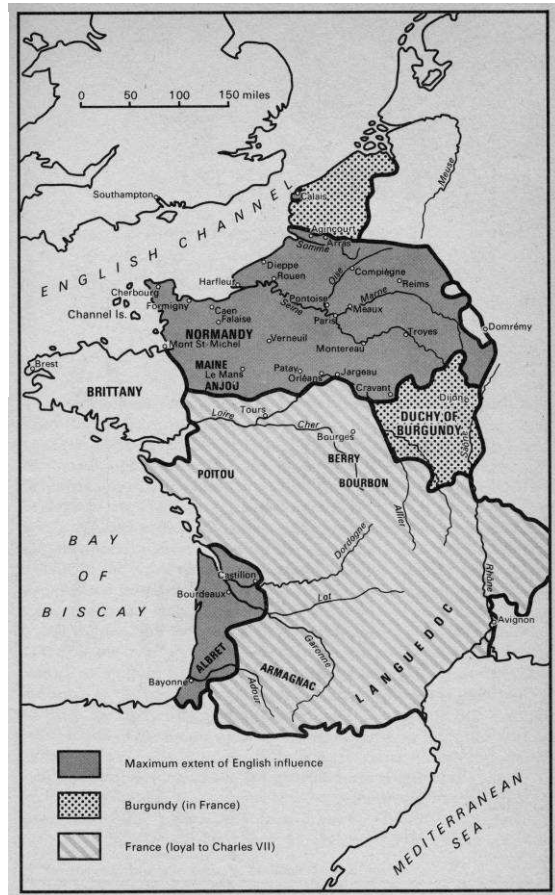 0 50 100 150 miles
Southampton
ENGLISH CHANNEL
Calais
Agincourt
Somme
Arras
Meuse
Dieppe
Rouen
Oise
Compiègne
Reims
Cherbourg
Harfleur
Formigny
Caen
Falaise
Seine
Pontoise
Paris
Marne
Meaux
Channel Is.
NORMANDY
Verneuil
Montereau
Troyes
Domrémy
Mont St-Michel
Brest
BRITTANY
MAINE
Le Mans
ANJOU
Patay
Orléans
Jargeau
Cravant
Dijon
DUCHY OF
BURGUNDY
Loire
Tours
Cher
Bourges
POITOU
BERRY
BOURBON
Allier
BAY
OF
BISCAY
Castillon
Dordogne
Bourdeaux
Lot
Rhône
Avignon
ALBRET
Garonne
LANGUEDOC
Bayonne
Adour
ARMAGNAC
Maximum extent of English influence
Burgundy (in France)
France (loyal to Charles VII)
MEDITERRANEAN
SEA